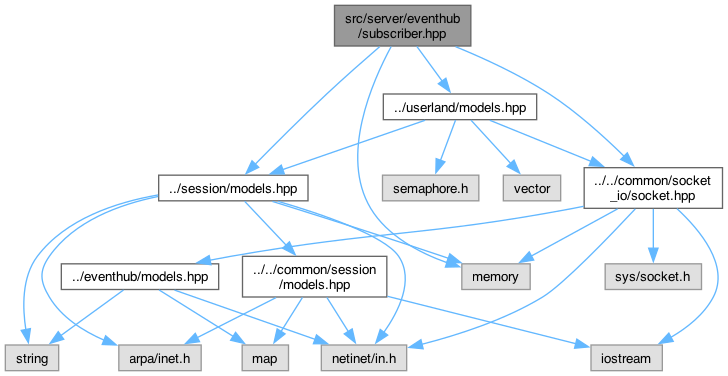 src/server/eventhub
/subscriber.hpp
../userland/models.hpp
../session/models.hpp
semaphore.h
vector
../../common/socket
_io/socket.hpp
../eventhub/models.hpp
../../common/session
/models.hpp
memory
sys/socket.h
string
arpa/inet.h
map
netinet/in.h
iostream